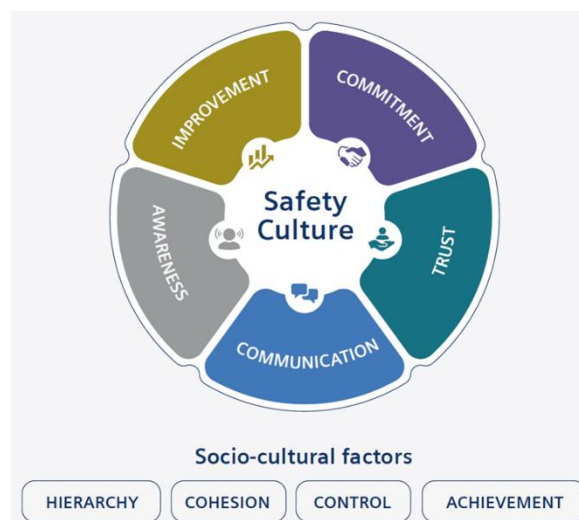 IMPROVEMENT
COMMITMENT
AWARENESS
Safety
Culture
TRUST
COMMUNICATION
Socio-cultural factors
HIERARCHY
COHESION
CONTROL
ACHIEVEMENT